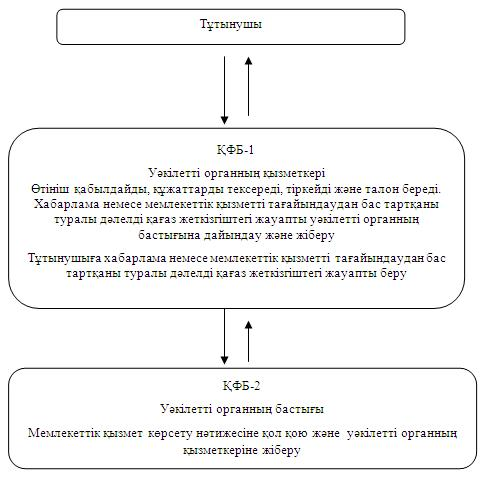 Тұтынушы
ҚФБ-1
Уәкілетті органның қызметкері
Өтініш қабылдайды, құжаттарды тексереді, тіркейді және талон береді.
Хабарлама немесе мемлекеттік қызметті тағайындаудан бас тартқаны
туралы дәлелді қағаз жеткізгіштегі жауапты уәкілетті органның
бастығына дайындау және жіберу
Тұтынушыға хабарлама немесе мемлекеттік қызметті тағайындаудан бас
тартқаны туралы дәлелді қағаз жеткізгіштегі жауапты беру
ҚФБ-2
Уәкілетті органның бастығы
Мемлекеттік қызмет көрсету нәтижесіне қол қою және уәкілетті органның
қызметкеріне жіберу